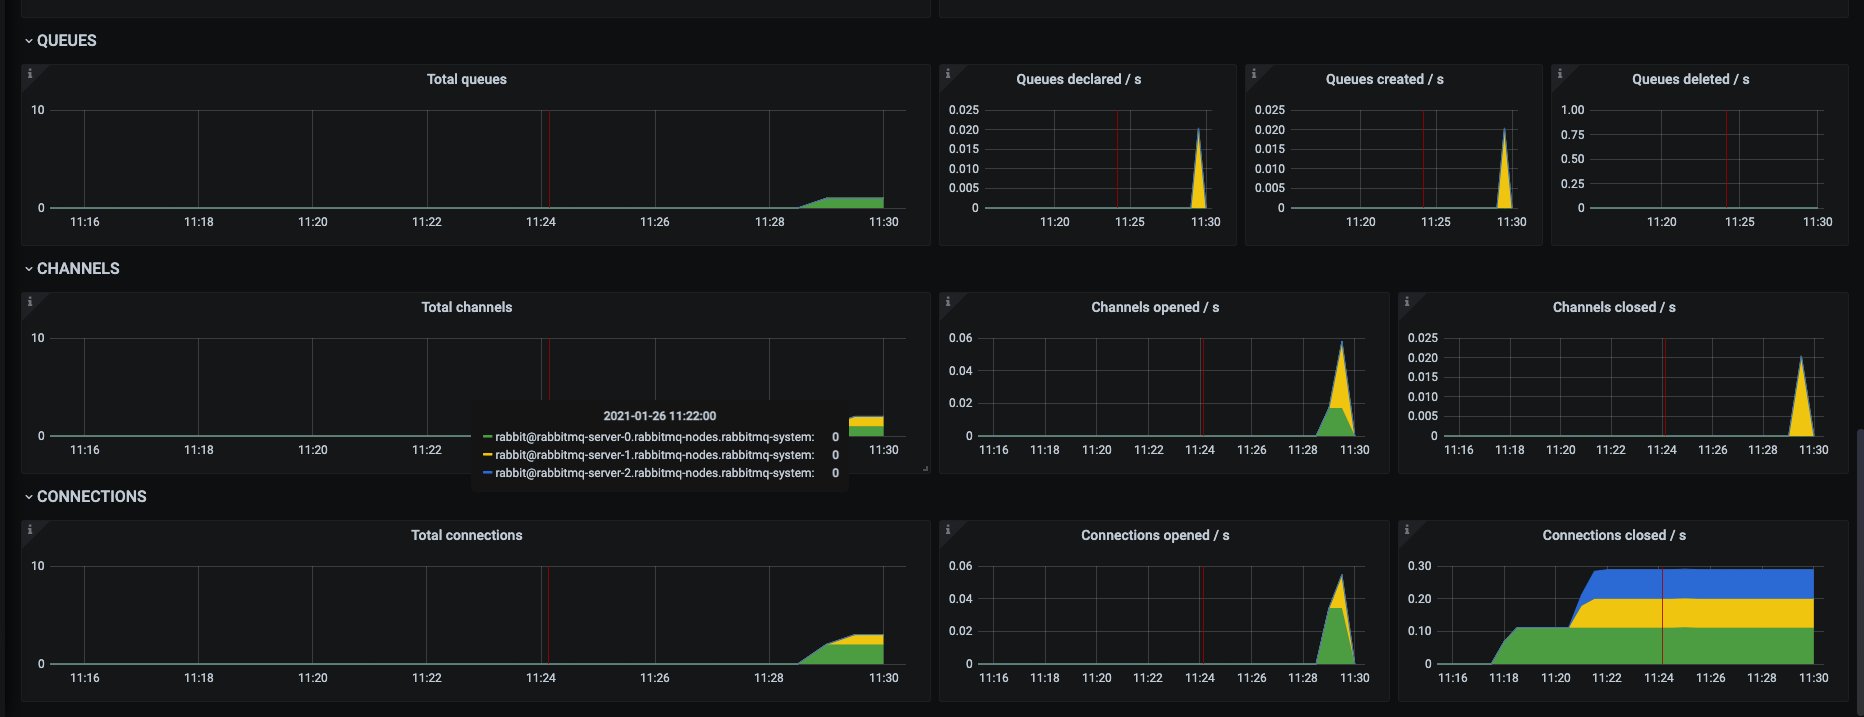 QUEUES
Total queues
10
0
11:16 11:18 11:20 11:22 11:24 11:26 11:28 11:30
Queues declared / s
0.025
0.020
0.015
0.010
0.005
0
11:20 11:25 11:30
Queues created / s
0.025
0.020
0.015
0.010
0.005
0
11:20 11:25 11:30
Queues deleted / s
1.00
0.75
0.50
0.25
0
11:20 11:25 11:30
CHANNELS
Total channels
10
0
11:16 11:18 11:20 11:22 11:30
2021-01-26 11:22:00
rabbit@rabbitmq-server-0.rabbitmq-nodes.rabbitmq-system: 0
rabbit@rabbitmq-server-1.rabbitmq-nodes.rabbitmq-system: 0
rabbit@rabbitmq-server-2.rabbitmq-nodes.rabbitmq-system: 0
Channels opened / s
0.06
0.04
0.02
0
11:16 11:18 11:20 11:22 11:24 11:26 11:28 11:30
Channels closed / s
0.025
0.020
0.015
0.010
0.005
0
11:16 11:18 11:20 11:22 11:24 11:26 11:28 11:30
CONNECTIONS
Total connections
10
0
11:16 11:18 11:20 11:22 11:24 11:26 11:28 11:30
Connections opened / s
0.06
0.04
0.02
0
11:16 11:18 11:20 11:22 11:24 11:26 11:28 11:30
Connections closed / s
0.30
0.20
0.10
0
11:16 11:18 11:20 11:22 11:24 11:26 11:28 11:30